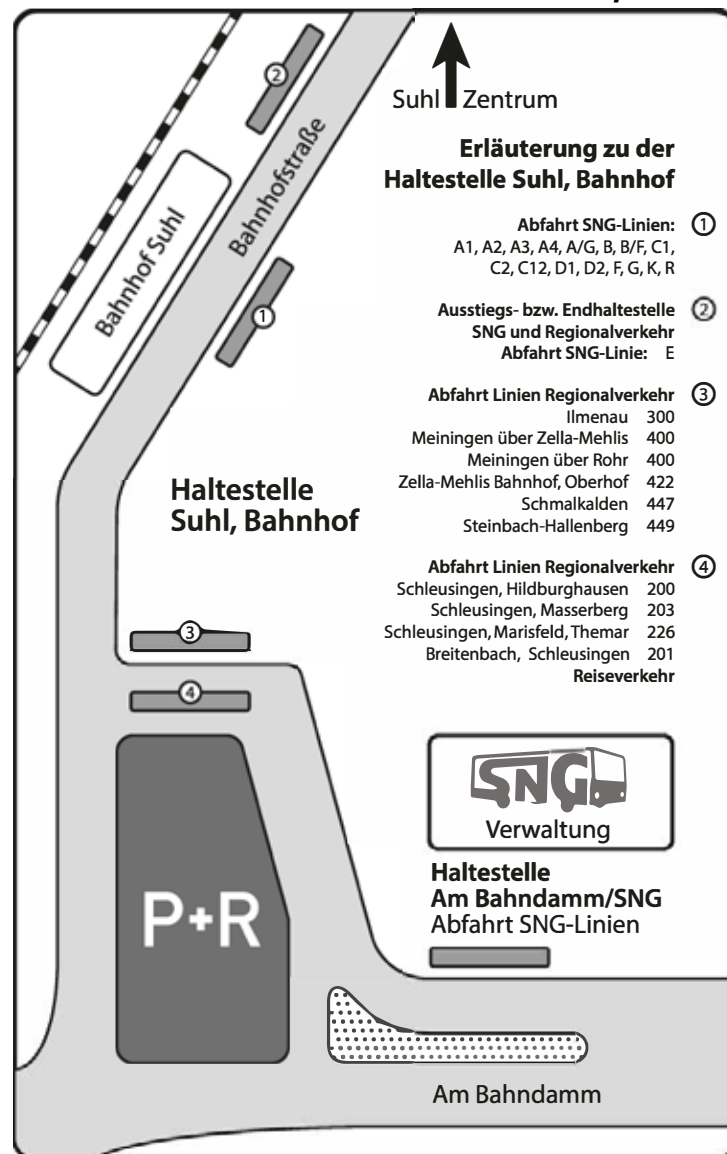 Suhl Zentrum
Erläuterung zu der
Haltestelle Suhl, Bahnhof
Abfahrt SNG-Linien: 1
A1, A2, A3, A4, A/G, B, B/F, C1,
C2, C12, D1, D2, F, G, K, R
Ausstiegs- bzw. Endhaltestelle 2
SNG und Regionalverkehr
Abfahrt SNG-Linie: E
Abfahrt Linien Regionalverkehr 3
Ilmenau 300
Meiningen über Zella-Mehlis 400
Meiningen über Rohr 400
Zella-Mehlis Bahnhof, Oberhof 422
Schmalkalden 447
Steinbach-Hallenberg 449
Abfahrt Linien Regionalverkehr 4
Schleusingen, Hildburghausen 200
Schleusingen, Masserberg 203
Schleusingen, Marisfeld, Themar 226
Breitenbach, Schleusingen 201
Reiseverkehr
2
Bahnhofstraße
Bahnhof Suhl
1
Haltestelle
Suhl, Bahnhof
3
4
P+R
SNG
Verwaltung
Haltestelle
Am Bahndamm/SNG
Abfahrt SNG-Linien
Am Bahndamm